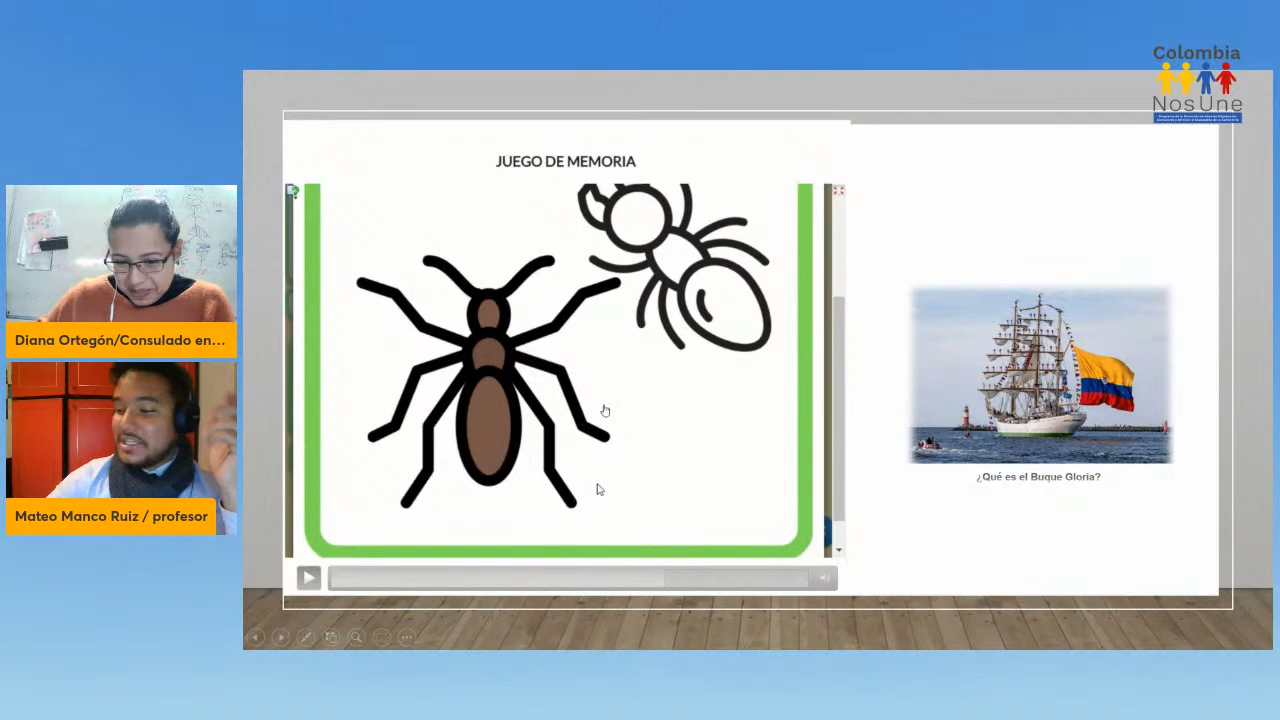 Colombia
NosUne
JUEGO DE MEMORIA
¿Qué es el Buque Gloria?
Diana Ortegón/Consulado en...
Mateo Manco Ruiz / profesor